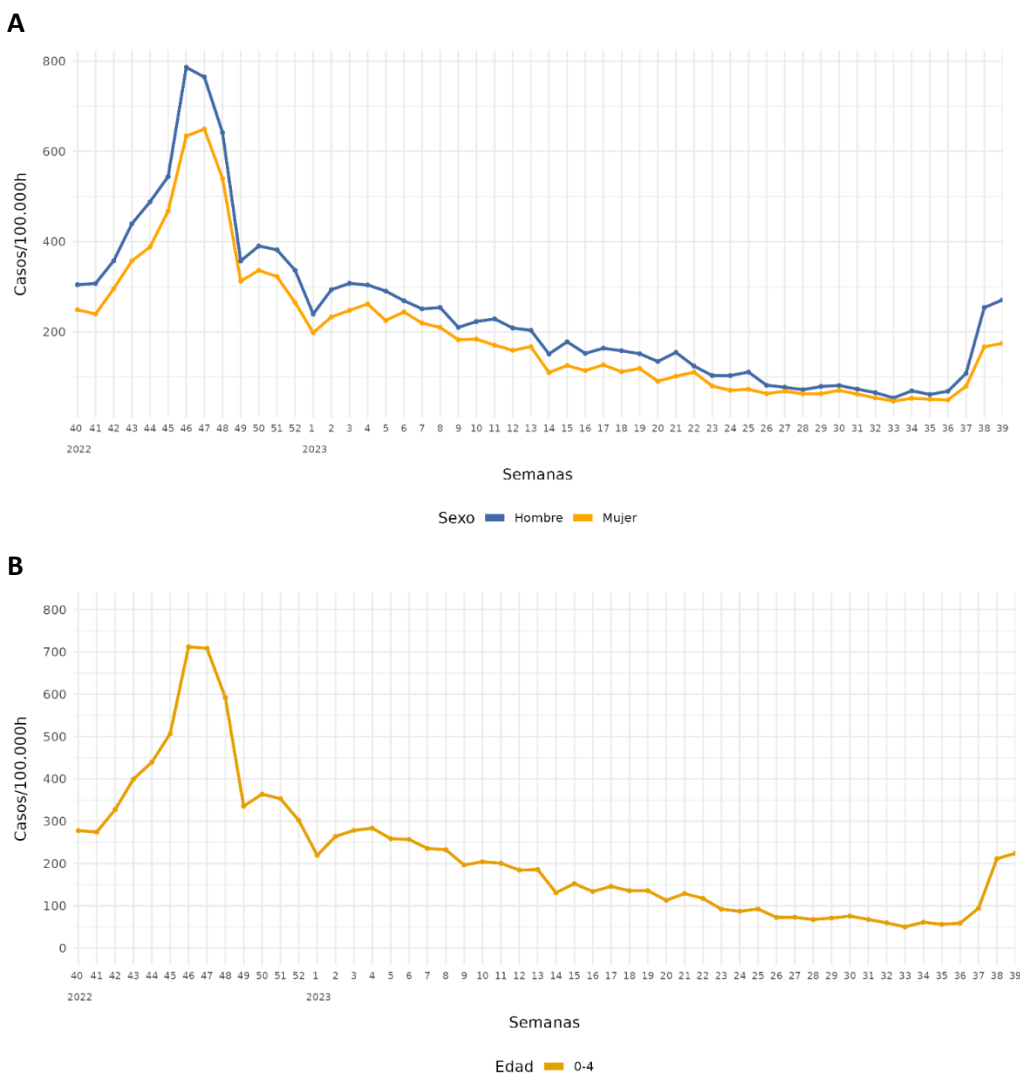 A
800
600
400
200
Casos/100.000h
40 41 42 43 44 45 46 47 48 49 50 51 52 1 2 3 4 5 6 7 8 9 10 11 12 13 14 15 16 17 18 19 20 21 22 23 24 25 26 27 28 29 30 31 32 33 34 35 36 37 38 39
2022 2023
Semanas
Sexo Hombre Mujer
B
800
700
600
500
400
300
200
100
0
Casos/100.000h
40 41 42 43 44 45 46 47 48 49 50 51 52 1 2 3 4 5 6 7 8 9 10 11 12 13 14 15 16 17 18 19 20 21 22 23 24 25 26 27 28 29 30 31 32 33 34 35 36 37 38 39
2022 2023
Semanas
Edad 0-4